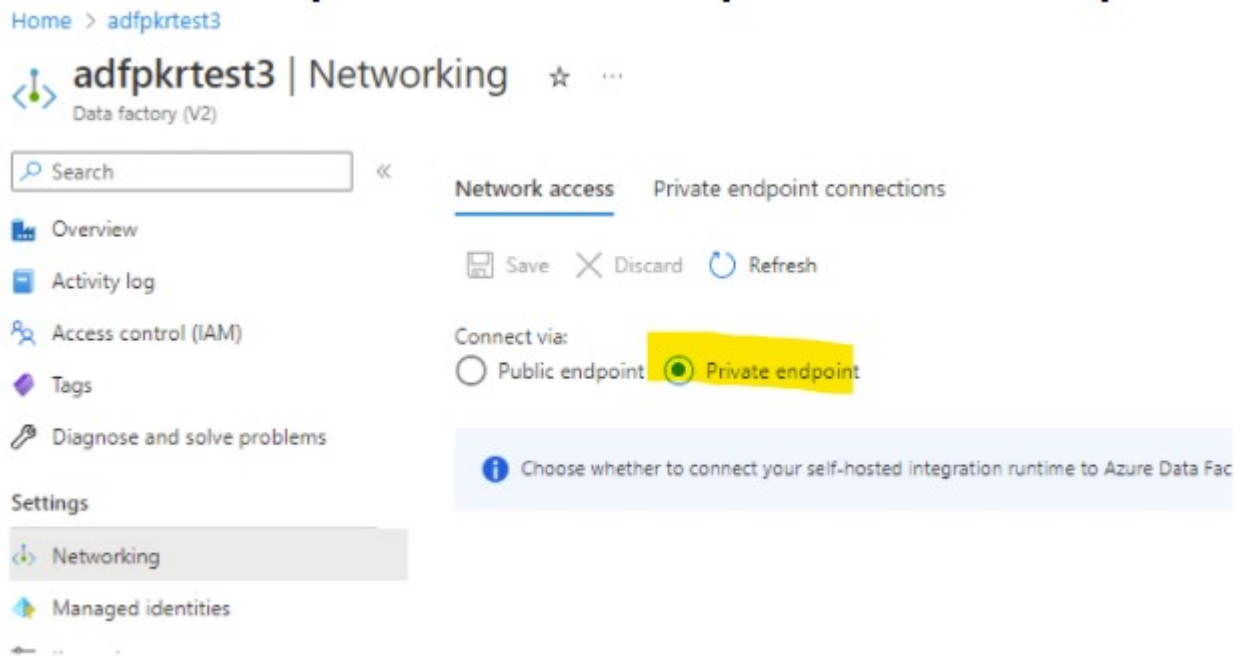 Home > adfpkrtest3
adfpkrtest3 | Networking
Data factory (V2)
Search
Overview
Activity log
Access control (IAM)
Tags
Diagnose and solve problems
Settings
Networking
Managed identities
Network access Private endpoint connections
Save Discard Refresh
Connect via:
Public endpoint Private endpoint
Choose whether to connect your self-hosted integration runtime to Azure Data Fac